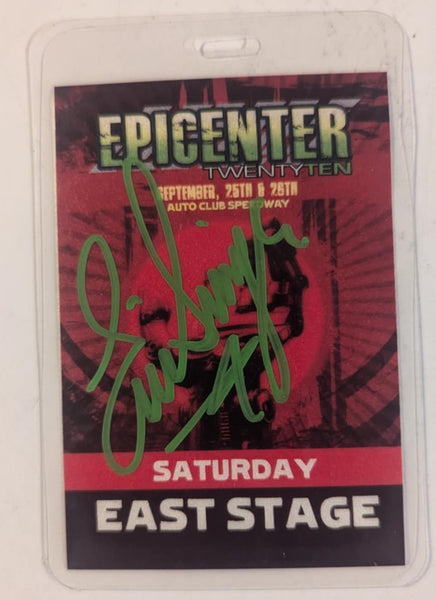 EPICENTER
TWENTYTEN
SEPTEMBER, 25TH & 26TH
AUTO CLUB SPEEDWAY
SATURDAY
EAST STAGE